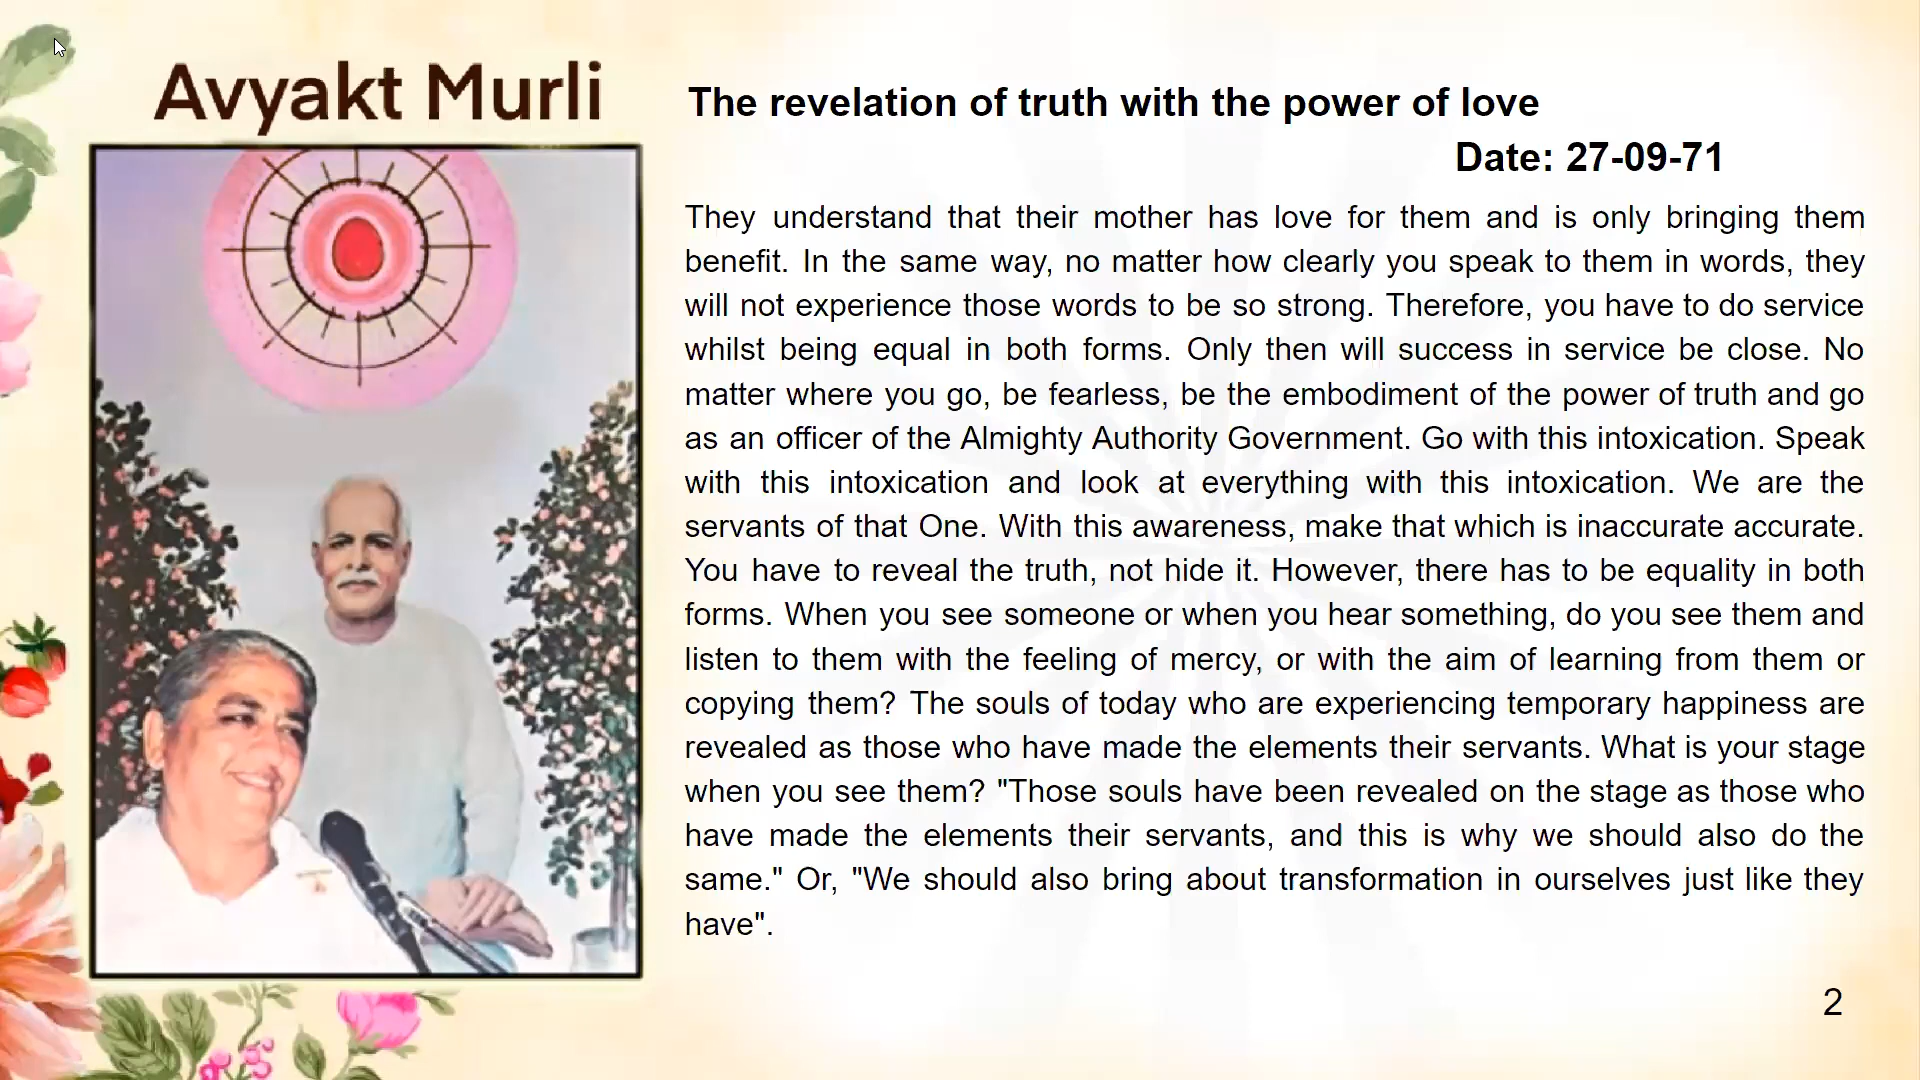 Avyakt Murli
The revelation of truth with the power of love
Date: 27-09-71
They understand that their mother has love for them and is only bringing them
benefit. In the same way, no matter how clearly you speak to them in words, they
will not experience those words to be so strong. Therefore, you have to do service
whilst being equal in both forms. Only then will success in service be close. No
matter where you go, be fearless, be the embodiment of the power of truth and go
as an officer of the Almighty Authority Government. Go with this intoxication. Speak
with this intoxication and look at everything with this intoxication. We are the
servants of that One. With this awareness, make that which is inaccurate accurate.
You have to reveal the truth, not hide it. However, there has to be equality in both
forms. When you see someone or when you hear something, do you see them and
listen to them with the feeling of mercy, or with the aim of learning from them or
copying them? The souls of today who are experiencing temporary happiness are
revealed as those who have made the elements their servants. What is your stage
when you see them? "Those souls have been revealed on the stage as those who
have made the elements their servants, and this is why we should also do the
same." Or, "We should also bring about transformation in ourselves just like they
have".
2